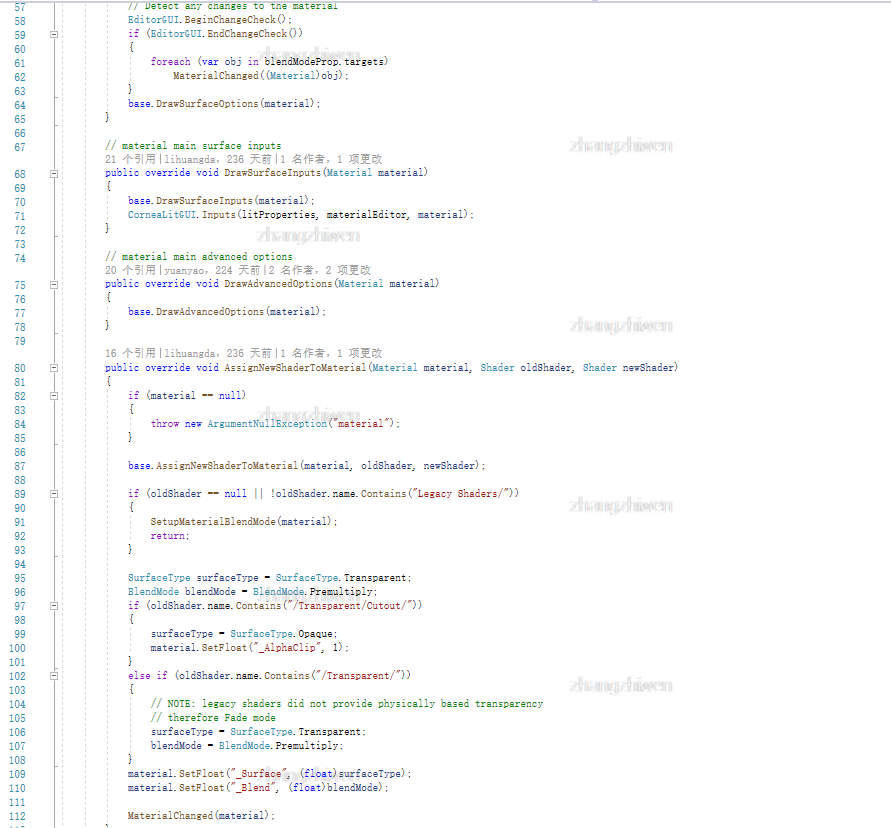 57 // Detect any changes to the material
58 EditorGUI.BeginChangeCheck();
59 if (EditorGUI.EndChangeCheck())
60 {
61 foreach (var obj in blendModeProp.targets)
62 MaterialChanged((Material)obj);
63 }
64 base.DrawSurfaceOptions(material);
65 }
66
67 // material main surface inputs
21 个引用|lihuangda，236 天前|1 名作者，1 项更改
68 public override void DrawSurfaceInputs(Material material)
69 {
70 base.DrawSurfaceInputs(material);
71 CorneaLitGUI.Inputs(litProperties, materialEditor, material);
72 }
73
74 // material main advanced options
20 个引用|yuanyao，224 天前|2 名作者，2 项更改
75 public override void DrawAdvancedOptions(Material material)
76 {
77 base.DrawAdvancedOptions(material);
78 }
79
16 个引用|lihuangda，236 天前|1 名作者，1 项更改
80 public override void AssignNewShaderToMaterial(Material material, Shader oldShader, Shader newShader)
81 {
82 if (material == null)
83 {
84 throw new ArgumentNullException("material");
85 }
86
87 base.AssignNewShaderToMaterial(material, oldShader, newShader);
88
89 if (oldShader == null || !oldShader.name.Contains("Legacy Shaders/"))
90 {
91 SetupMaterialBlendMode(material);
92 return;
93 }
94
95 SurfaceType surfaceType = SurfaceType.Transparent;
96 BlendMode blendMode = BlendMode.Premultiply;
97 if (oldShader.name.Contains("/Transparent/Cutout/"))
98 {
99 surfaceType = SurfaceType.Opaque;
100 material.SetFloat("_AlphaClip", 1);
101 }
102 else if (oldShader.name.Contains("/Transparent/"))
103 {
104 // NOTE: legacy shaders did not provide physically based transparency
105 // therefore Fade mode
106 surfaceType = SurfaceType.Transparent;
107 blendMode = BlendMode.Premultiply;
108 }
109 material.SetFloat("_Surface", (float)surfaceType);
110 material.SetFloat("_Blend", (float)blendMode);
111
112 MaterialChanged(material);
zhangzhiwen
zhangzhiwen
zhangzhiwen
zhangzhiwen
zhangzhiwen
zhangzhiwen
zhangzhiwen
zhangzhiwen
zhangzhiwen